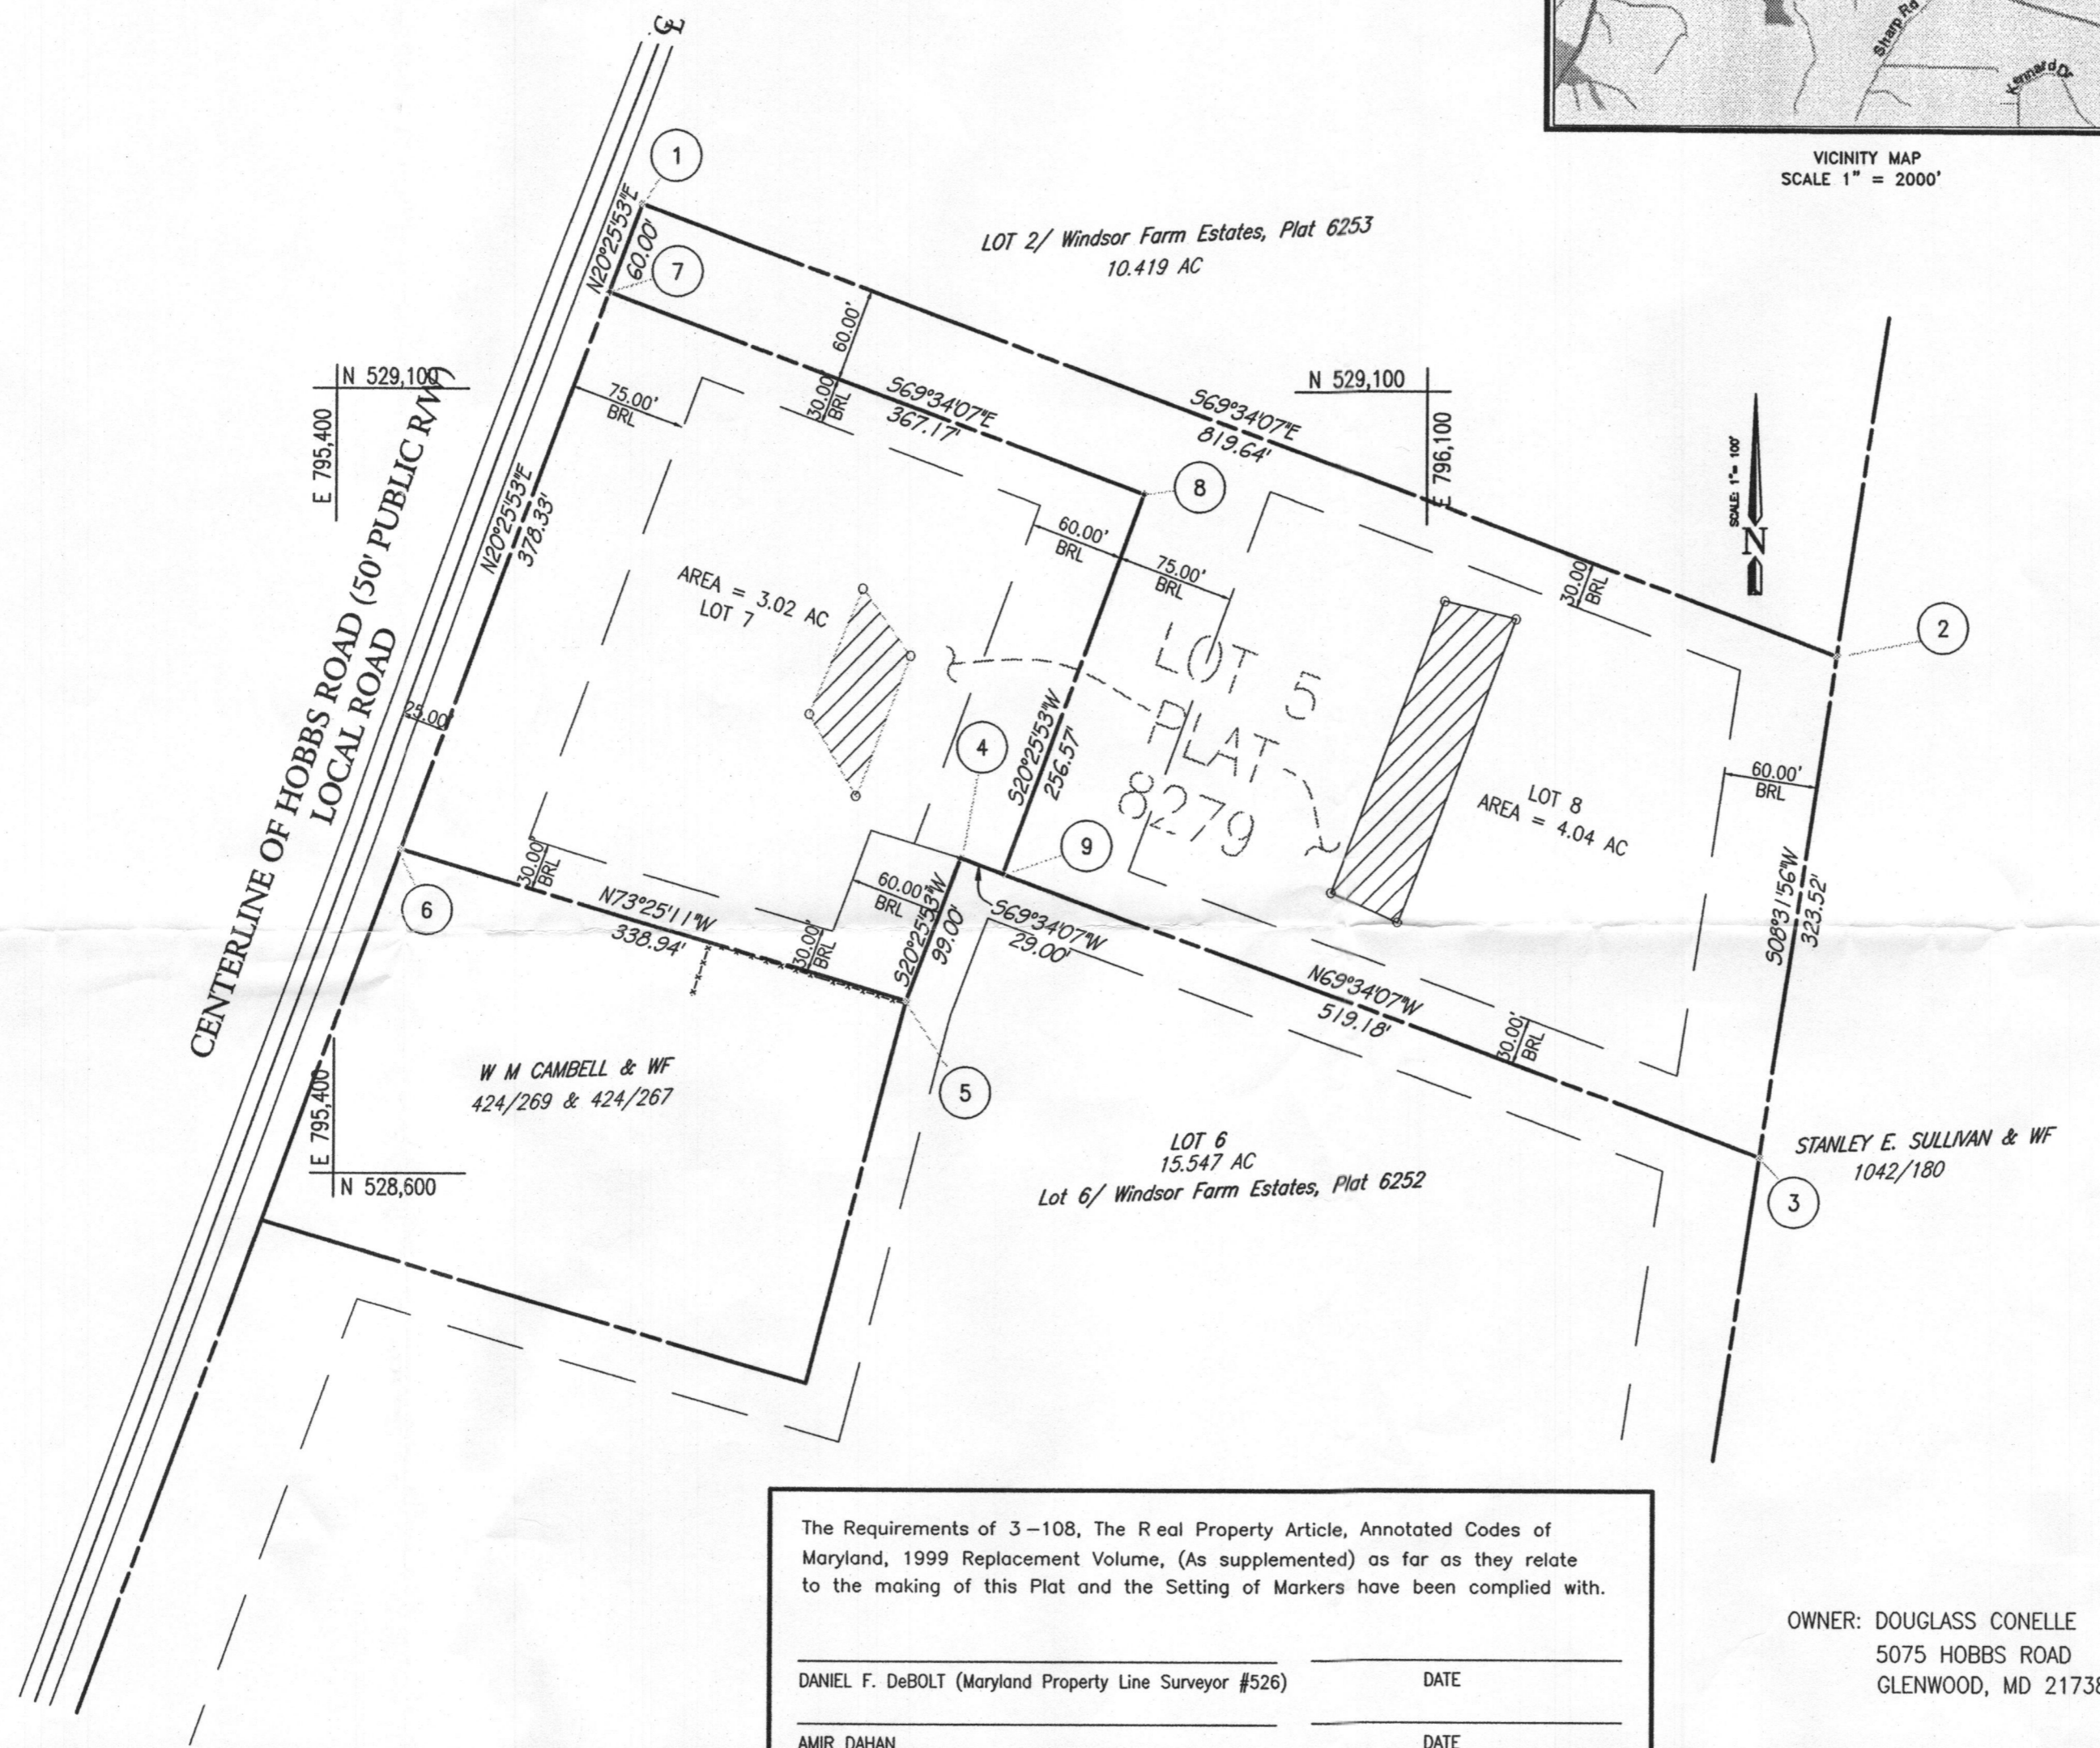 Sharp Rd
Kennard Dr
VICINITY MAP
SCALE 1" = 2000'
1
N20°25'53"E
60.00'
7
LOT 2/ Windsor Farm Estates, Plat 6253
10.419 AC
60.00'
N 529,100
E 795,400
N 529,100
E 796,100
SCALE: 1"= 100'
N
75.00'
BRL
30.00'
BRL
S69°34'07"E
367.17'
S69°34'07"E
819.64'
8
CENTERLINE OF HOBBS ROAD (50' PUBLIC R/W)
LOCAL ROAD
N20°25'53"E
378.33'
25.00'
60.00'
BRL
75.00'
BRL
30.00'
BRL
AREA = 3.02 AC
LOT 7
2
LOT 5
PLAT
8279
4
S20°25'53"W
256.57'
60.00'
BRL
LOT 8
AREA = 4.04 AC
9
6
30.00'
BRL
N73°25'11"W
338.94'
30.00'
BRL
60.00'
BRL
S20°25'53"W
99.00'
S69°34'07"W
29.00'
S08°31'56"W
323.52'
N69°34'07"W
519.18'
30.00'
BRL
5
W M CAMBELL & WF
424/269 & 424/267
E 795,400
N 528,600
LOT 6
15.547 AC
Lot 6/ Windsor Farm Estates, Plat 6252
STANLEY E. SULLIVAN & WF
1042/180
3
The Requirements of 3-108, The Real Property Article, Annotated Codes of
Maryland, 1999 Replacement Volume, (As supplemented) as far as they relate
to the making of this Plat and the Setting of Markers have been complied with.
DANIEL F. DeBOLT (Maryland Property Line Surveyor #526)
DATE
AMIR DAHAN
DATE
OWNER: DOUGLASS CONELLE
5075 HOBBS ROAD
GLENWOOD, MD 21738